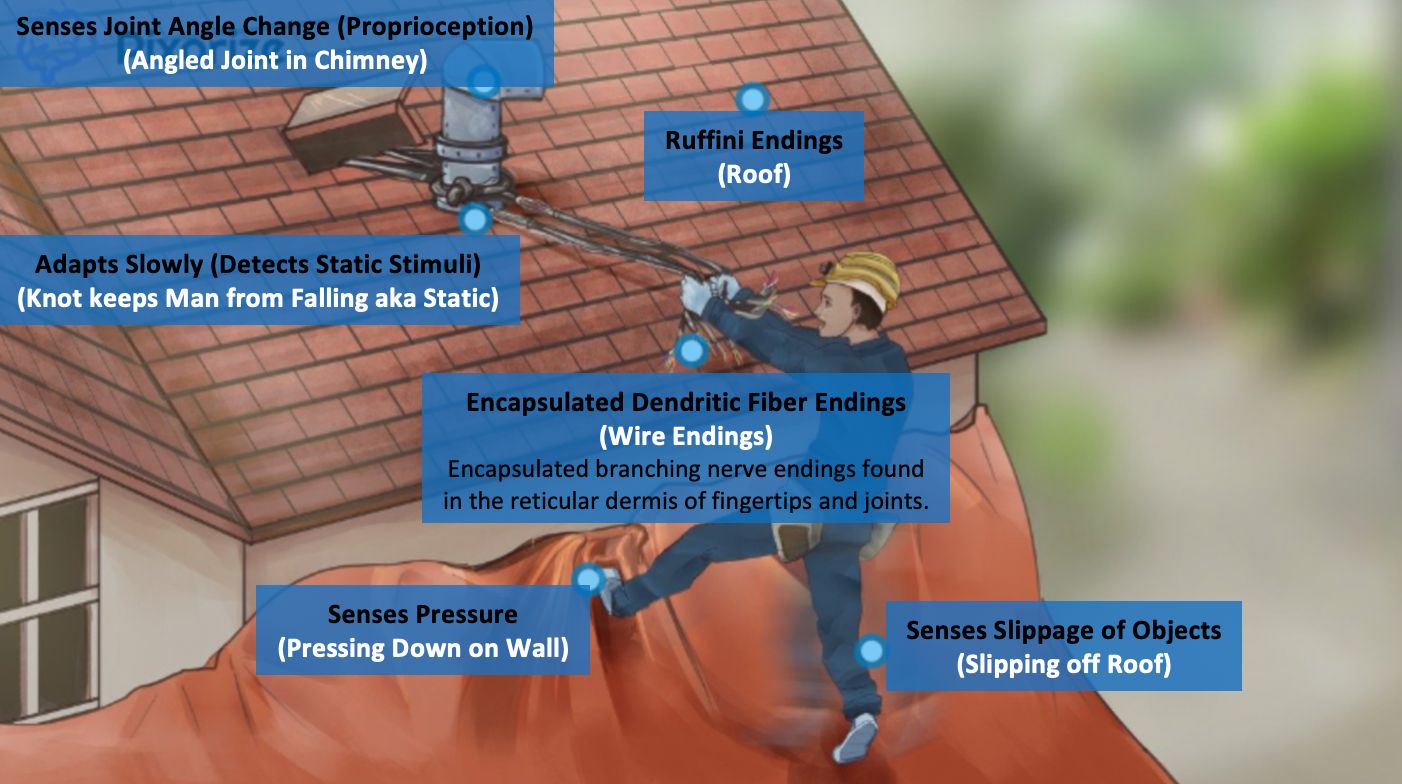 Senses Joint Angle Change (Proprioception)
(Angled Joint in Chimney)
Ruffini Endings
(Roof)
Adapts Slowly (Detects Static Stimuli)
(Knot keeps Man from Falling aka Static)
Encapsulated Dendritic Fiber Endings
(Wire Endings)
Encapsulated branching nerve endings found
in the reticular dermis of fingertips and joints.
Senses Pressure
(Pressing Down on Wall)
Senses Slippage of Objects
(Slipping off Roof)